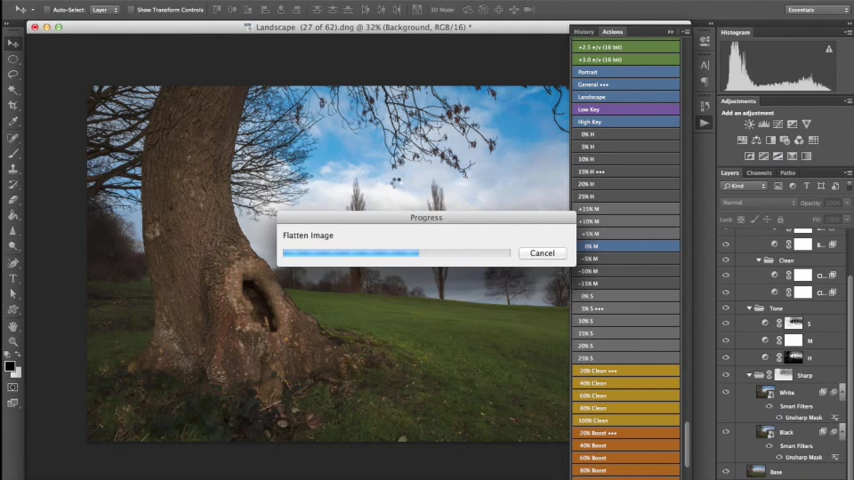 Auto-Select: Layer Show Transform Controls 3D Mode: Essentials
Landscape (27 of 62).dng @ 32% (Background, RGB/16) *
History Actions
+2.5 e/v (16 bit)
+3.0 e/v (16 bit)
Portrait
General •••
Landscape
Low Key
High Key
0% H
5% H
10% H
15% H •••
20% H
25% H
+15% M
+10% M
+5% M
0% M
-5% M
-10% M
-15% M
0% S
5% S •••
10% S
15% S
20% S
25% S
20% Clean •••
40% Clean
60% Clean
80% Clean
100% Clean
20% Boost •••
40% Boost
60% Boost
80% Boost
Progress
Flatten Image
Cancel
Histogram
Adjustments
Add an adjustment
Layers Channels Paths
Kind
Normal Opacity:
Lock: Fill:
B...
Clean
Cl...
Cl...
Tone
S
M
H
Sharp
White
Smart Filters
Unsharp Mask
Black
Smart Filters
Unsharp Mask
Base